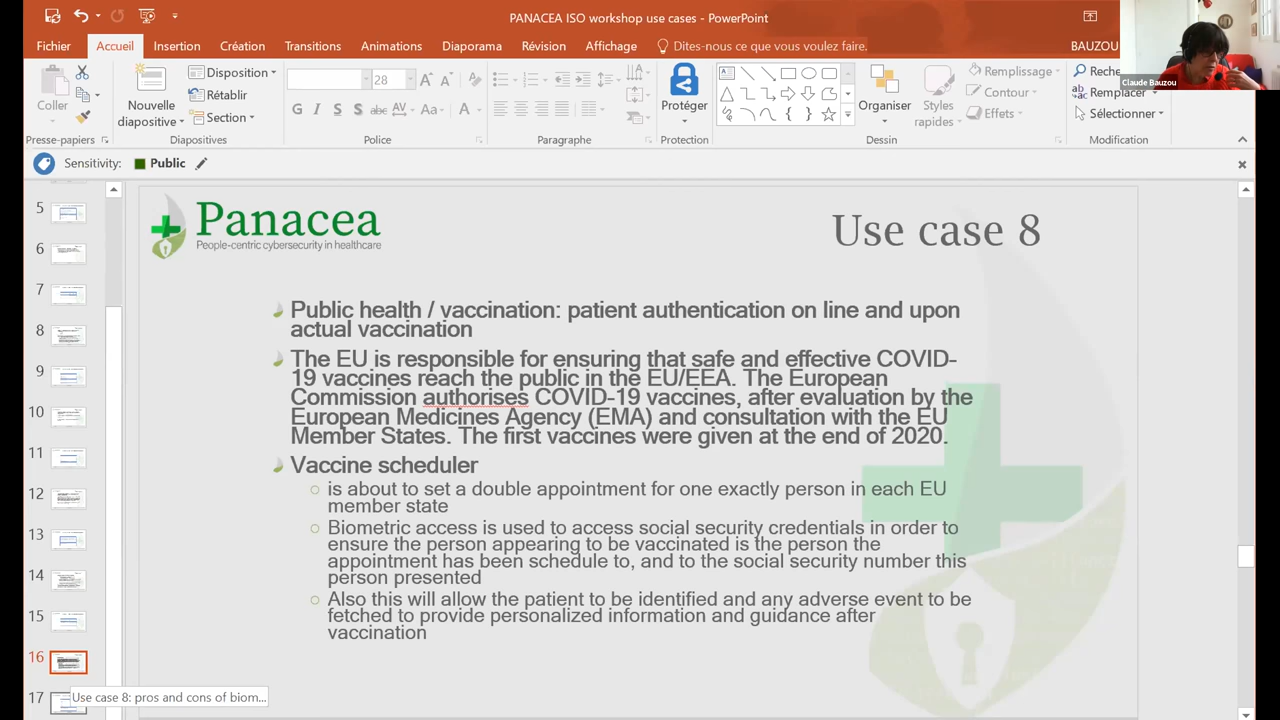 PANACEA ISO workshop use cases - PowerPoint
Fichier Accueil Insertion Création Transitions Animations Diaporama Révision Affichage Dites-nous ce que vous voulez faire. BAUZOU
Claude Bauzou
Coller
Nouvelle
diapositive
Disposition
Rétablir
Section
28
G I S S abc AV Aa A
Protéger
Organiser
Styles
rapides
Remplissage
Contour
Effets
Reche
Remplacer
Sélectionner
Presse-papiers Diapositives Police Paragraphe Protection Dessin Modification
Sensitivity: Public
5
6
7
8
9
10
11
12
13
14
15
16
17
Use case 8: pros and cons of biom...
Panacea
People-centric cybersecurity in healthcare
Use case 8
Public health / vaccination: patient authentication on line and upon
actual vaccination
The EU is responsible for ensuring that safe and effective COVID-
19 vaccines reach the public in the EU/EEA. The European
Commission authorises COVID-19 vaccines, after evaluation by the
European Medicines Agency (EMA) and consultation with the EU
Member States. The first vaccines were given at the end of 2020.
Vaccine scheduler
is about to set a double appointment for one exactly person in each EU
member state
Biometric access is used to access social security credentials in order to
ensure the person appearing to be vaccinated is the person the
appointment has been schedule to, and to the social security number this
person presented
Also this will allow the patient to be identified and any adverse event to be
fetched to provide personalized information and guidance after
vaccination